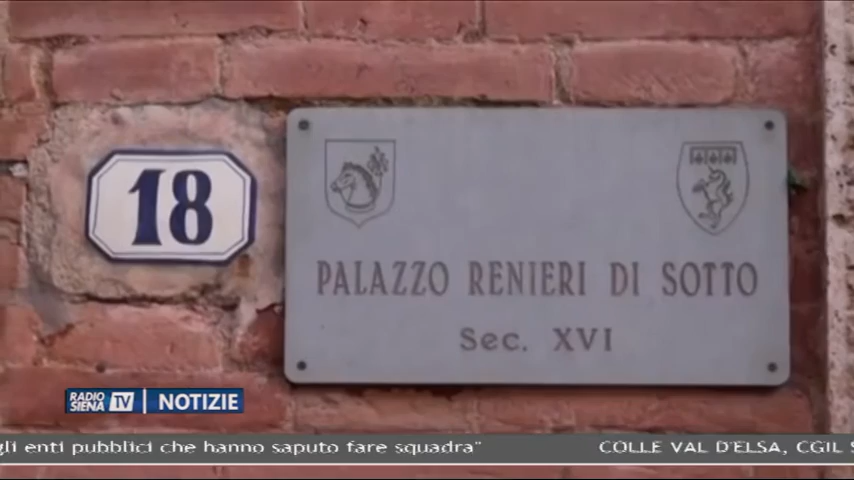 18
PALAZZO RENIERI DI SOTTO
Sec. XVI
RADIO SIENA TV NOTIZIE
gli enti pubblici che hanno saputo fare squadra" COLLE VAL D'ELSA, CGIL